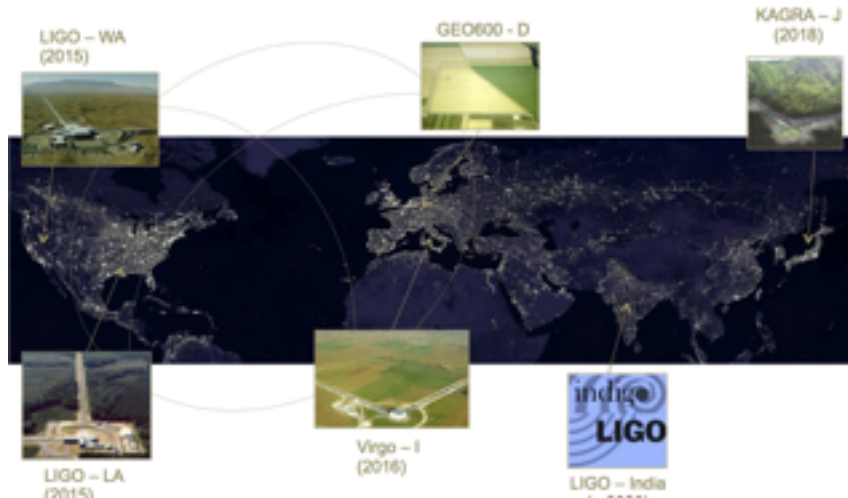 LIGO – WA
(2015)
GEO600 - D
KAGRA – J
(2018)
LIGO – LA
(2015)
Virgo – I
(2016)
indigo
LIGO
LIGO – India